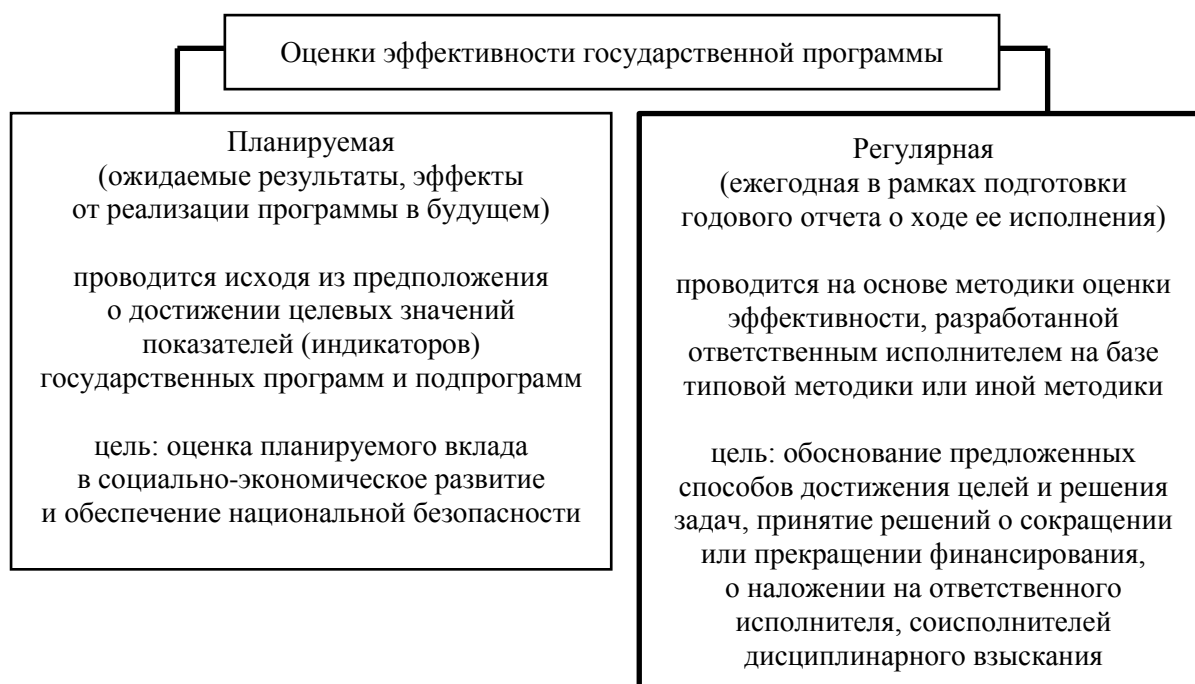 Оценки эффективности государственной программы
Планируемая
(ожидаемые результаты, эффекты
от реализации программы в будущем)
проводится исходя из предположения
о достижении целевых значений
показателей (индикаторов)
государственных программ и подпрограмм
цель: оценка планируемого вклада
в социально-экономическое развитие
и обеспечение национальной безопасности
Регулярная
(ежегодная в рамках подготовки
годового отчета о ходе ее исполнения)
проводится на основе методики оценки
эффективности, разработанной
ответственным исполнителем на базе
типовой методики или иной методики
цель: обоснование предложенных
способов достижения целей и решения
задач, принятие решений о сокращении
или прекращении финансирования,
о наложении на ответственного
исполнителя, соисполнителей
дисциплинарного взыскания